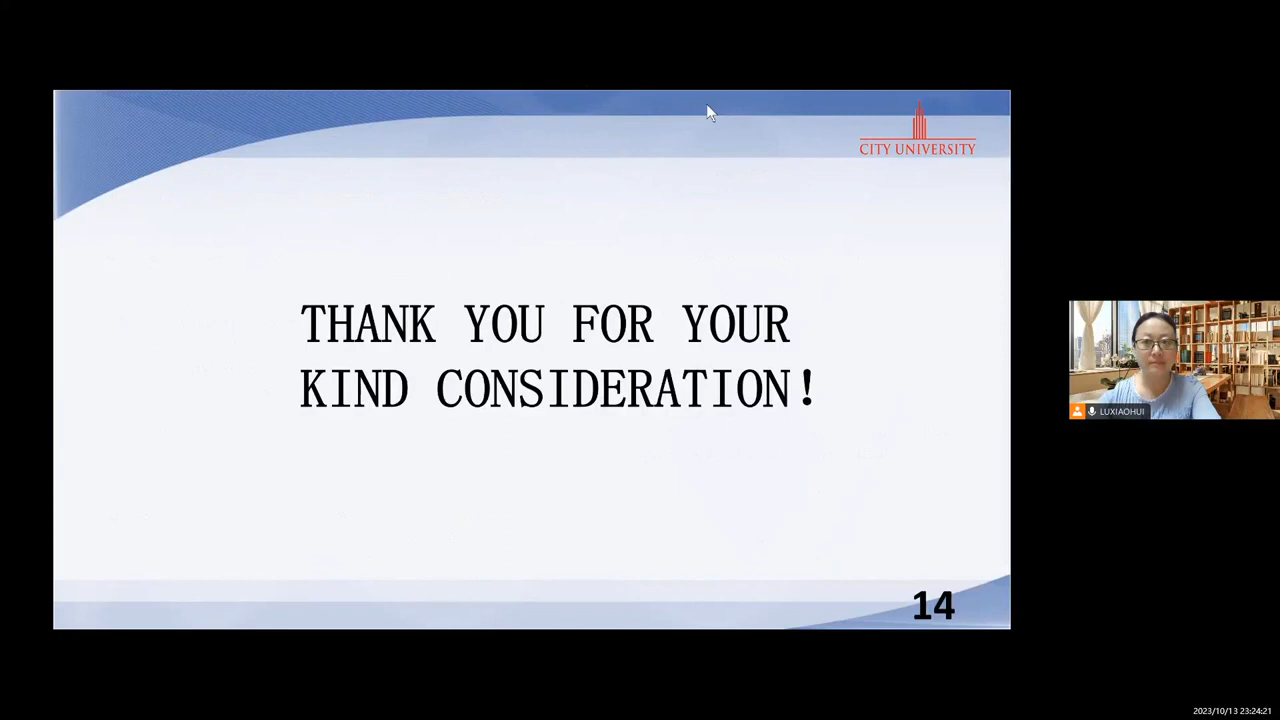 CITY UNIVERSITY
THANK YOU FOR YOUR
KIND CONSIDERATION!
LUXIAOHUI
14
2023/10/13 23:24:21